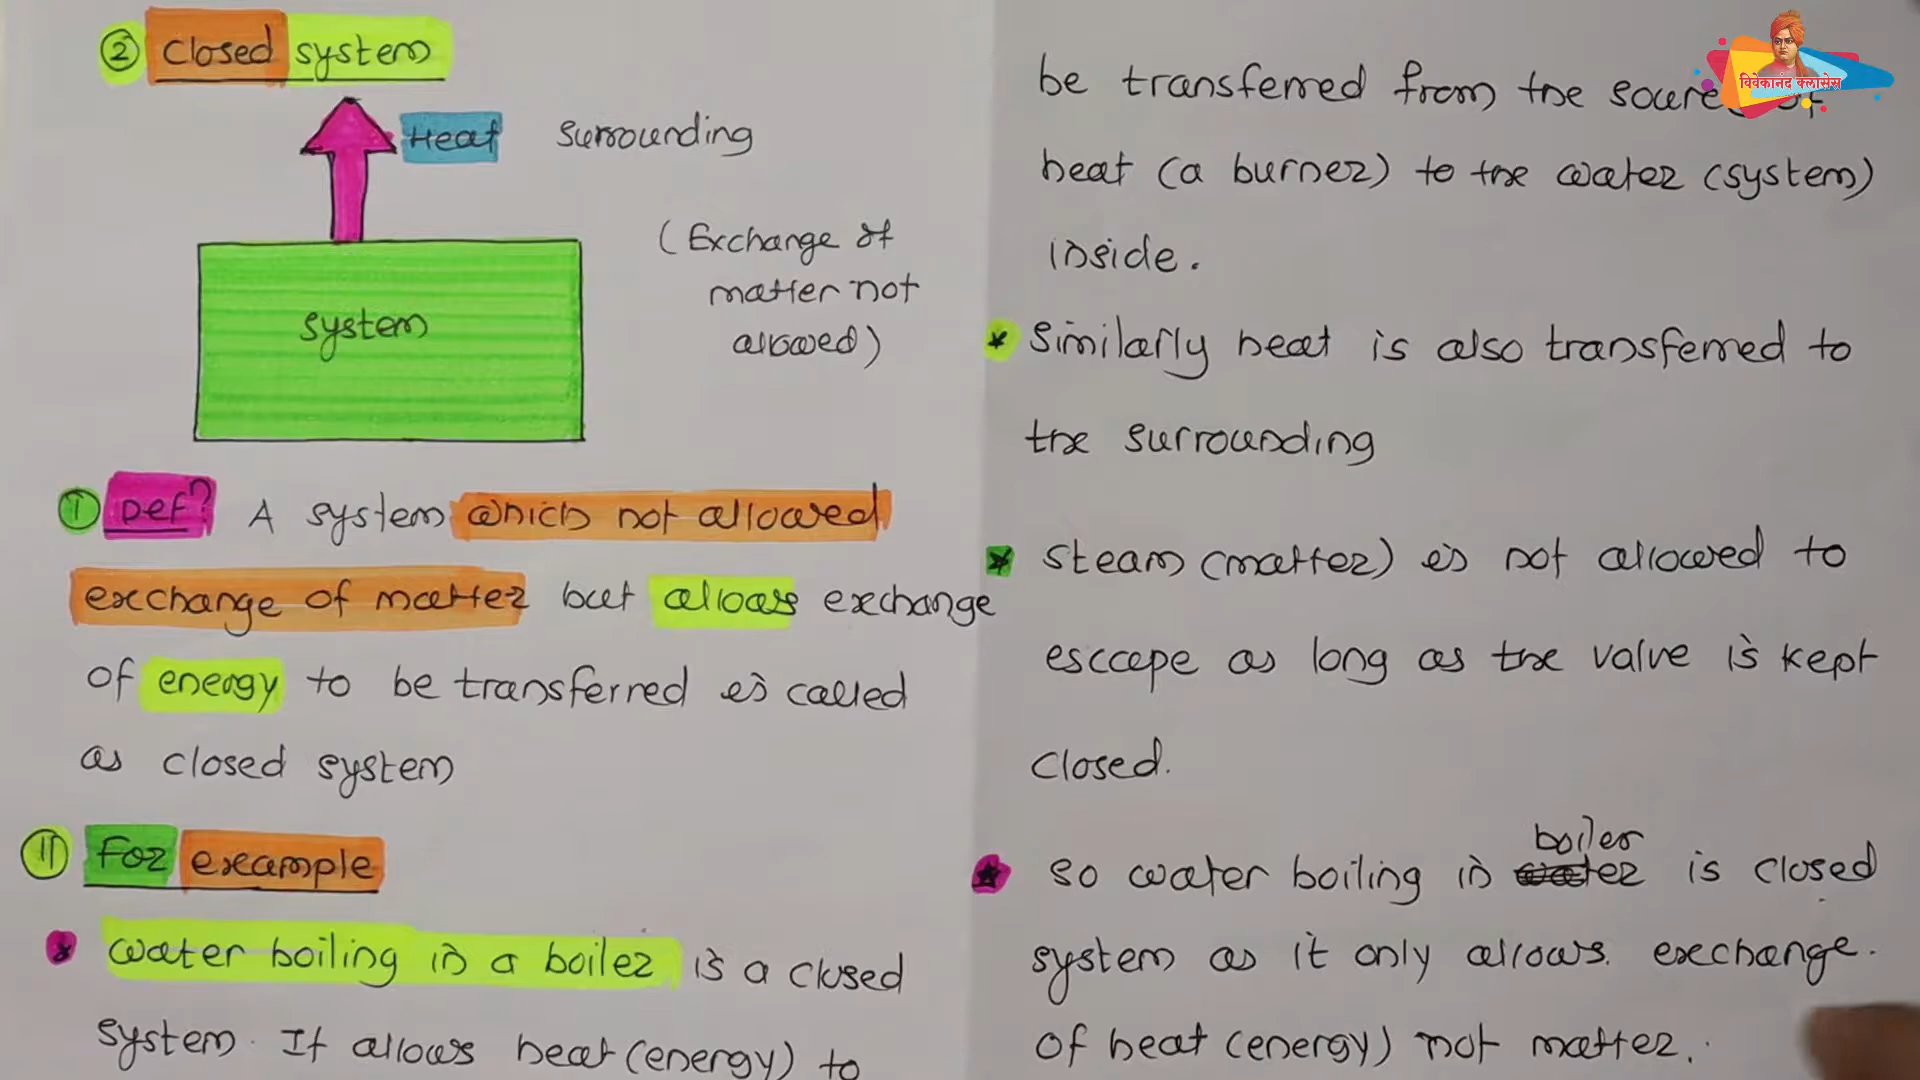 ② Closed system
Heat
Surrounding
(Exchange of
matter not
allowed)
system
① Def? A system which not allowed
exchange of matter but allows exchange
of energy to be transferred is called
as closed system
II For example
* water boiling in a boiler is a closed
system. It allows heat (energy) to
विवेकानंद क्लासेस
be transferred from the source of
heat (a burner) to the water (system)
inside.
* Similarly heat is also transferred to
the surrounding
* steam (matter) is not allowed to
escape as long as the valve is kept
closed.
boiler
* so water boiling in water is closed
system as it only allows. exchange.
of heat (energy) not matter.